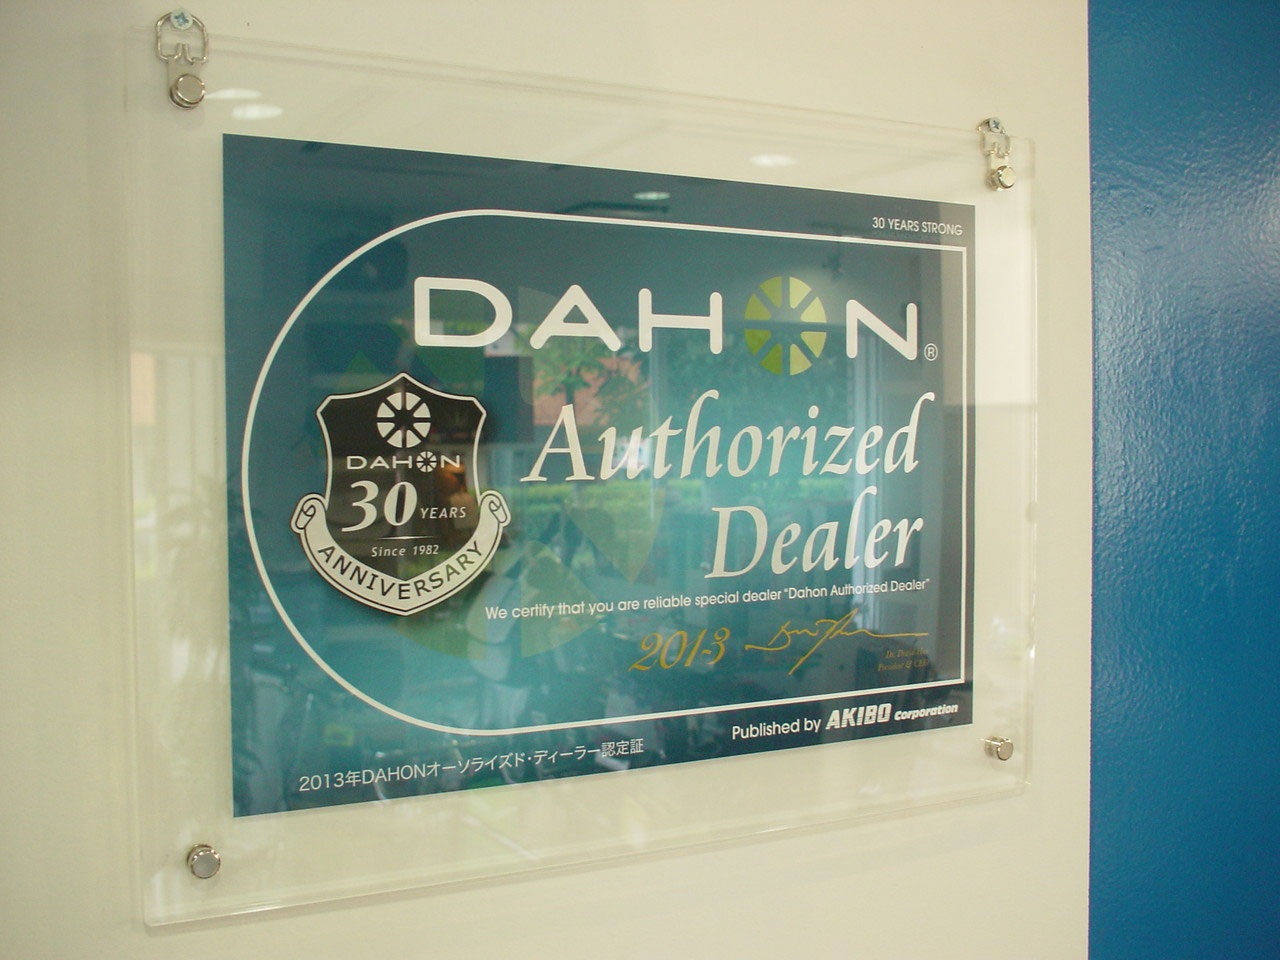 30 YEARS STRONG
DAHON®
Authorized
Dealer
DAHON
30 YEARS
Since 1982
ANNIVERSARY
We certify that you are reliable special dealer "Dahon Authorized Dealer"
2013
President & CEO
Published by AKIBO corporation
2013年DAHONオーソライズド・ディーラー認定証